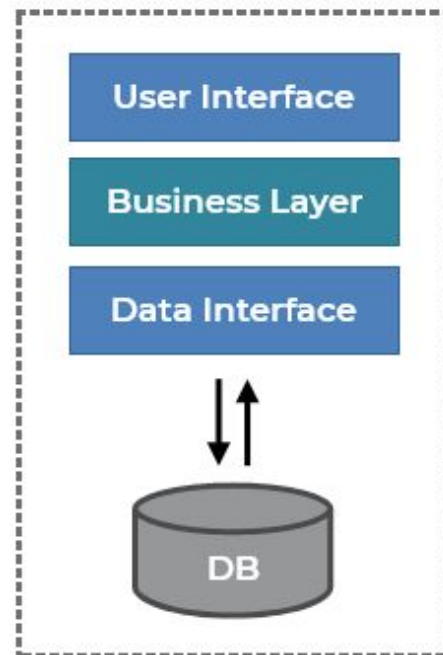 User Interface
Business Layer
Data Interface
DB